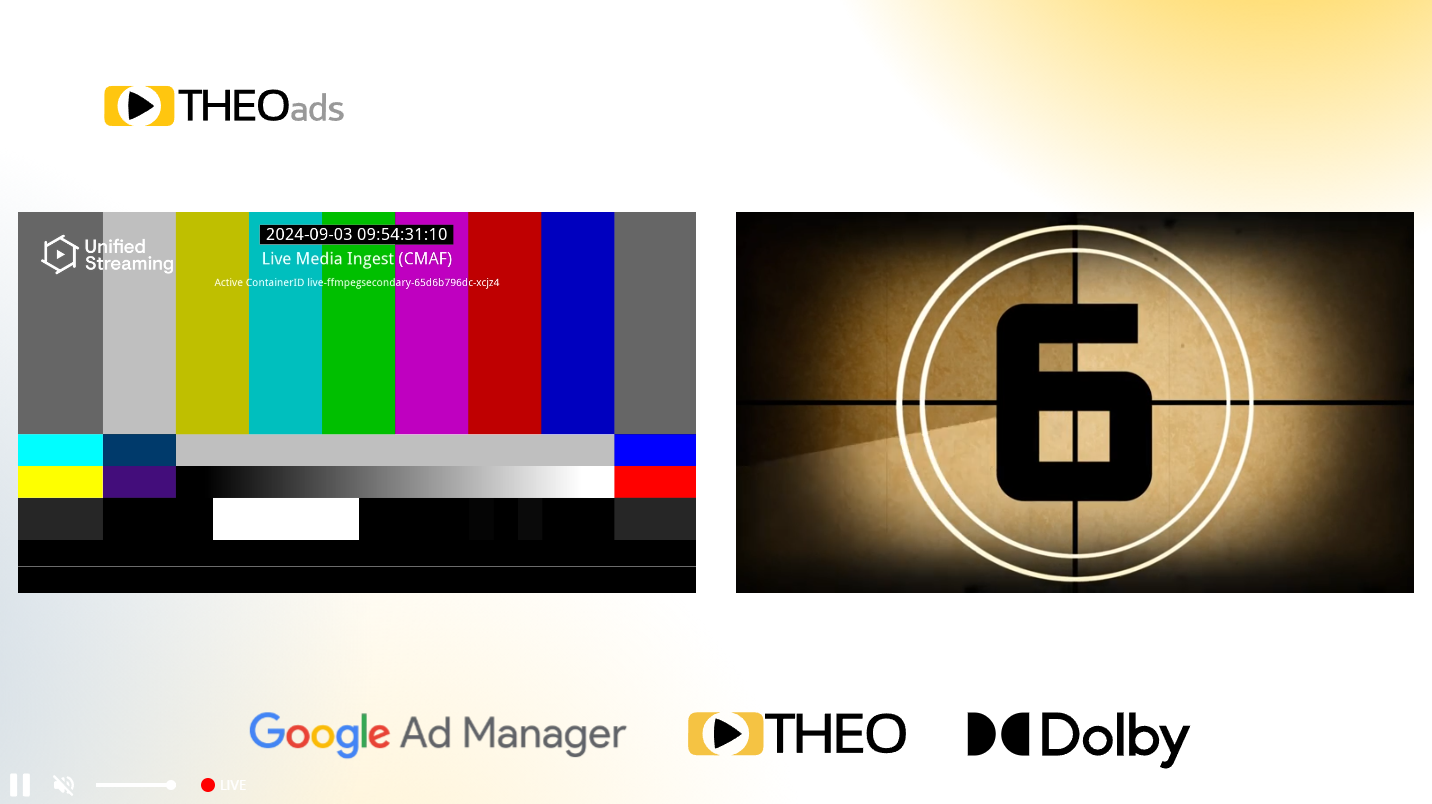 THEOads
Unified
Streaming
2024-09-03 09:54:31:10
Live Media Ingest (CMAF)
Active ContainerID live-ffmpegsecondary-65d6b796dc-xcjz4
6
Google Ad Manager
THEO
Dolby
LIVE